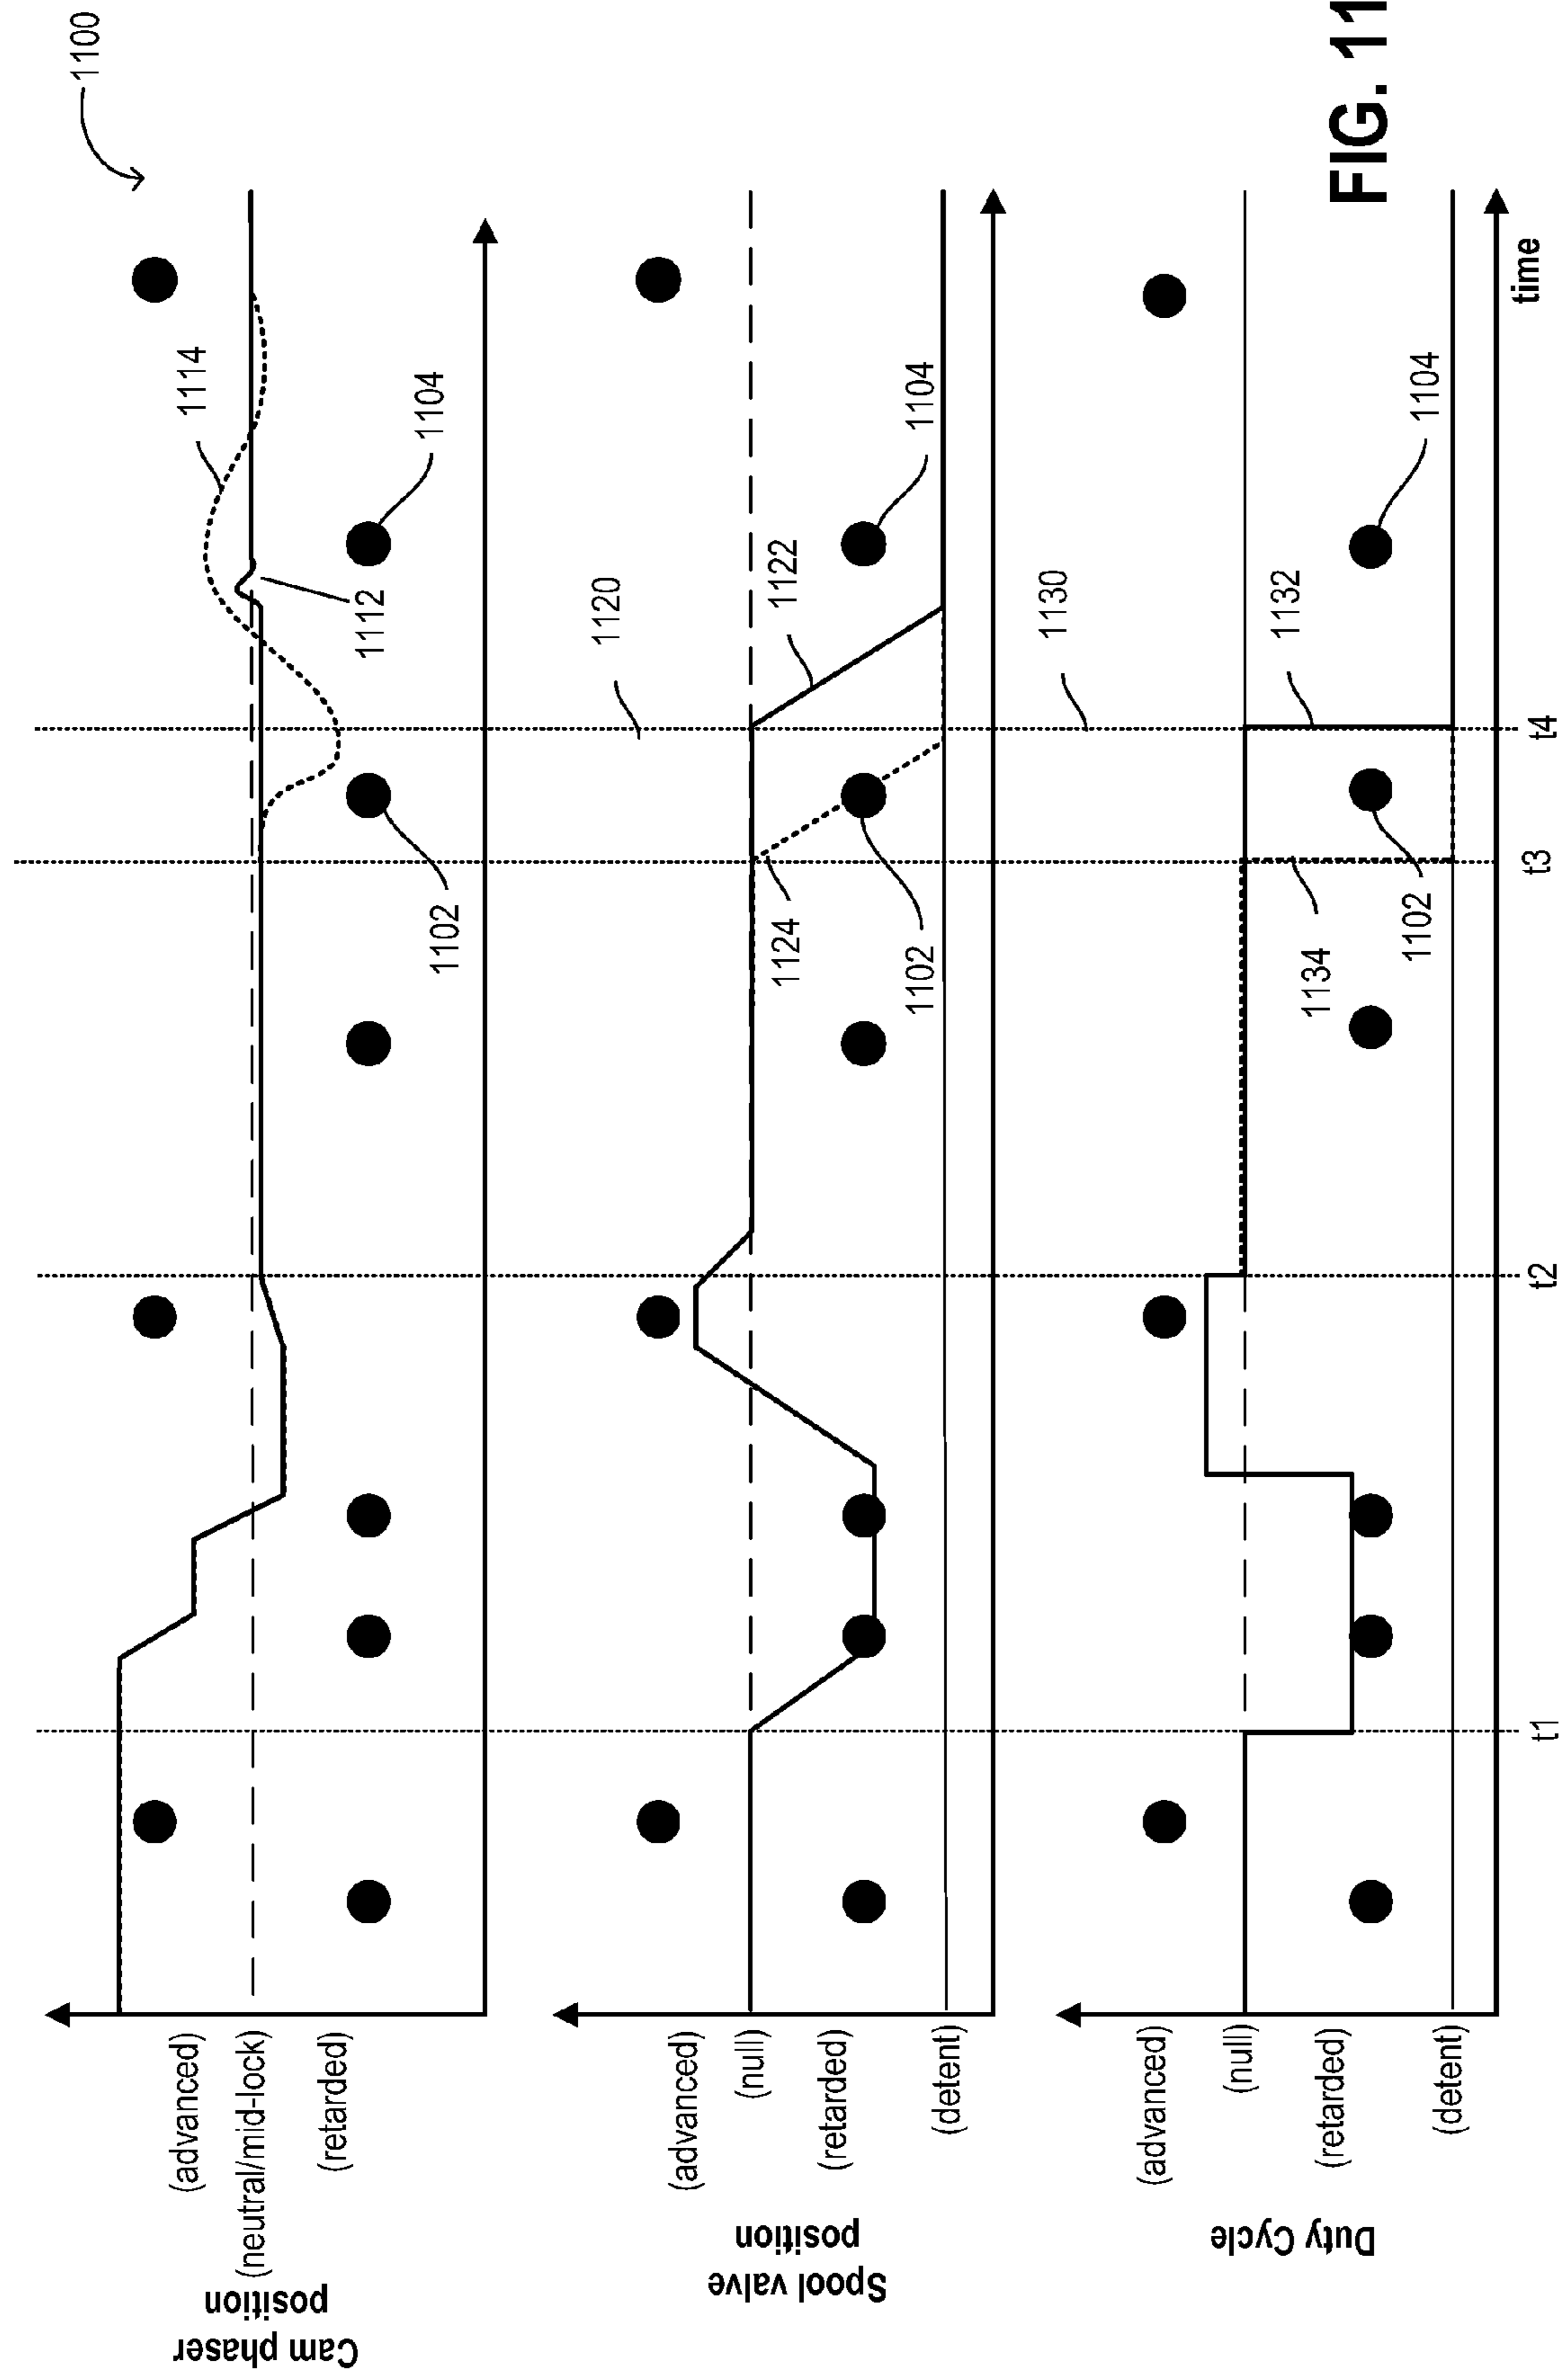 1100
Cam phaser
position
(advanced)
(neutral/mid-lock)
(retarded)
1114
1112
1104
1102
Spool valve
position
(advanced)
(null)
(retarded)
(detent)
1120
1122
1124
1104
1102
Duty Cycle
(advanced)
(null)
(retarded)
(detent)
1130
1132
1134
1104
1102
t1
t2
t3
t4
time
FIG. 11